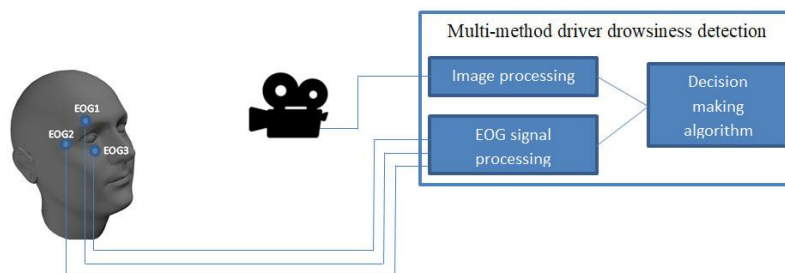 Multi-method driver drowsiness detection
Image processing
Decision
making
algorithm
EOG signal
processing
EOG1
EOG2
EOG3